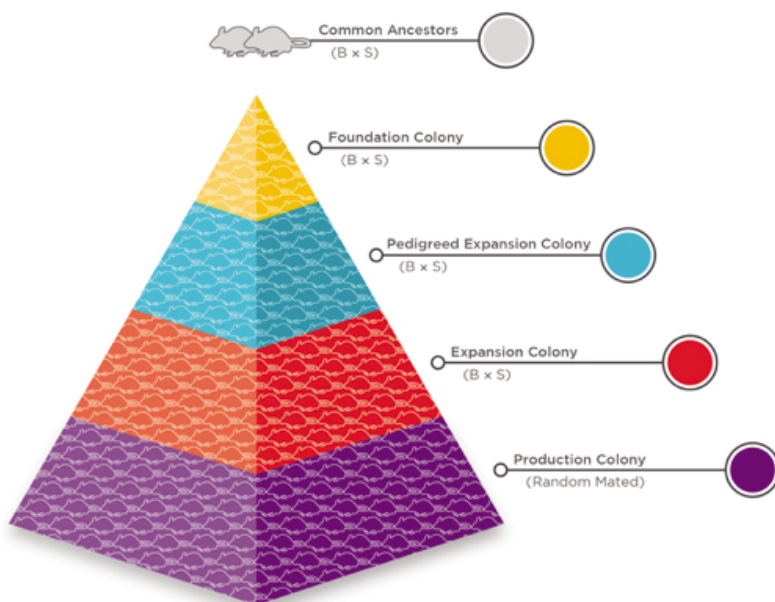 Common Ancestors
(B x S)
Foundation Colony
(B x S)
Pedigreed Expansion Colony
(B x S)
Expansion Colony
(B x S)
Production Colony
(Random Mated)